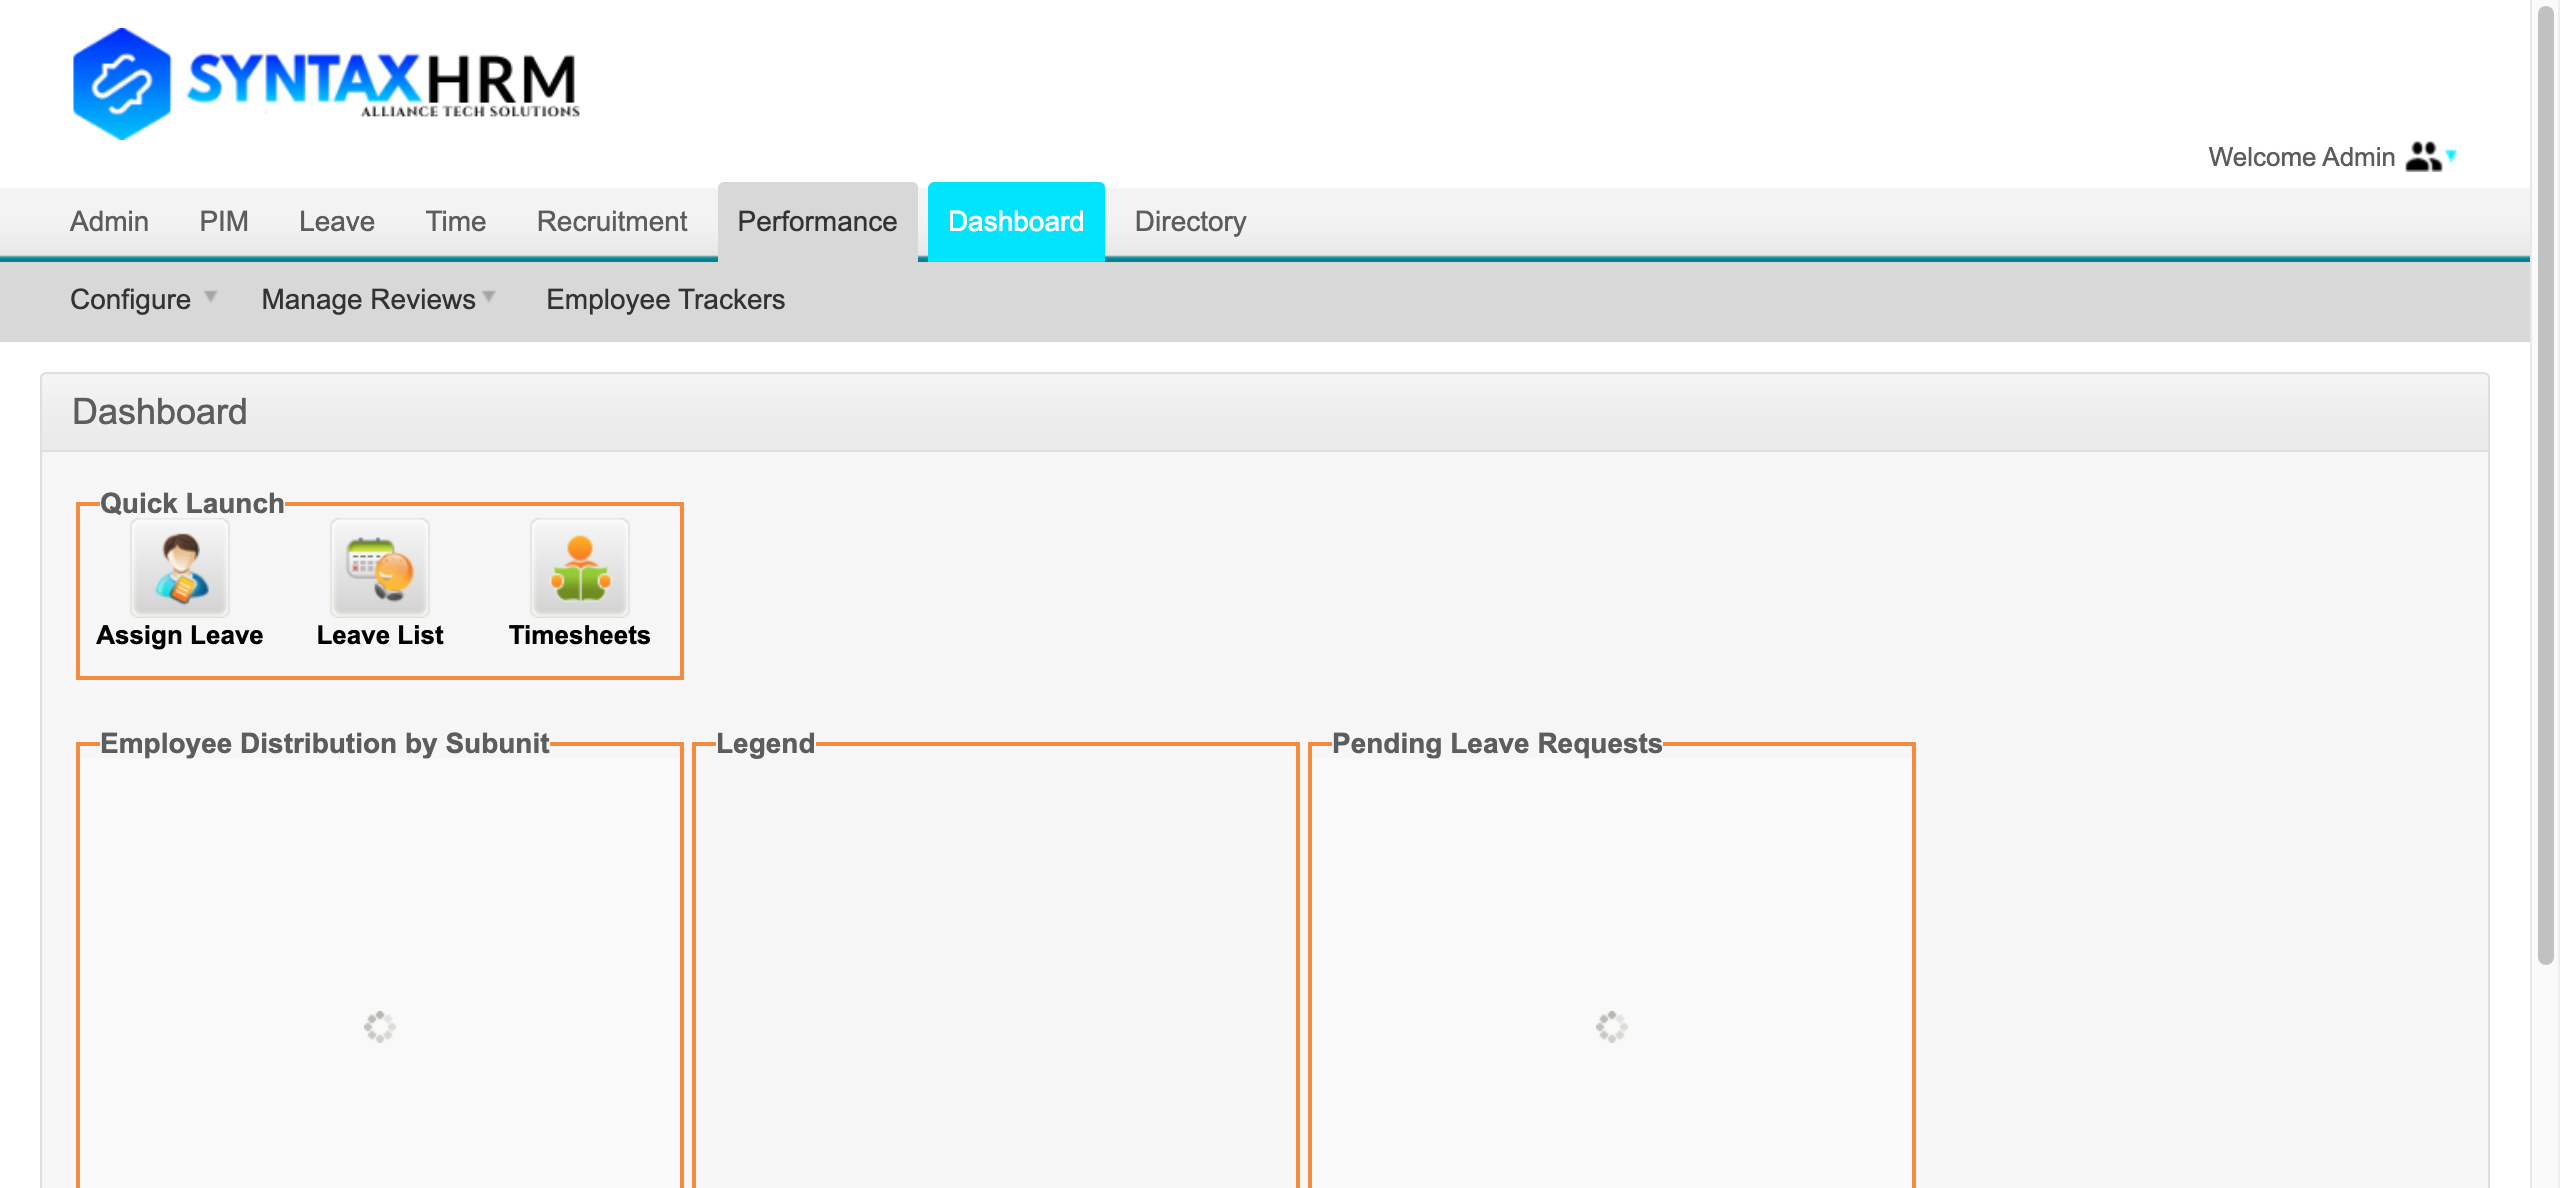 SYNTAXHRM
ALLIANCE TECH SOLUTIONS
Welcome Admin
Admin PIM Leave Time Recruitment Performance Dashboard Directory
Configure Manage Reviews Employee Trackers
Dashboard
Quick Launch
Assign Leave Leave List Timesheets
Employee Distribution by Subunit Legend Pending Leave Requests